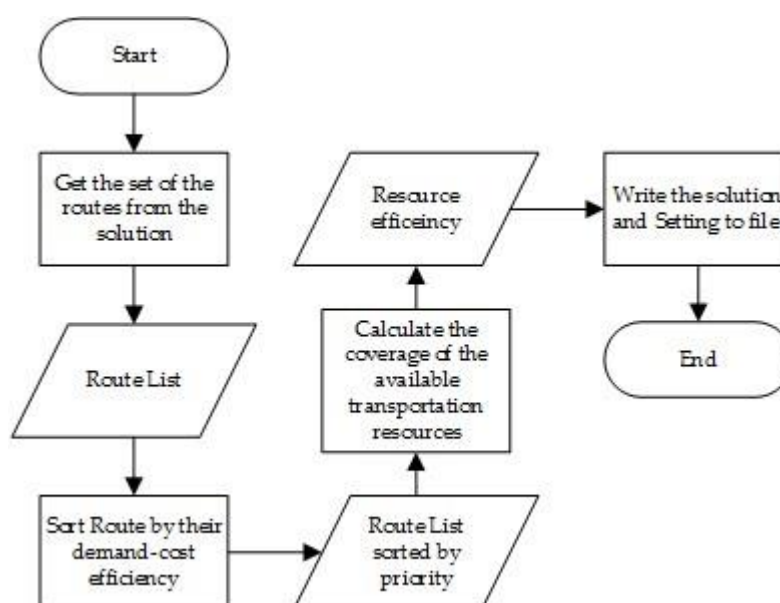 Start
Get the set of the
routes from the
solution
Route List
Sort Route by their
demand-cost
efficiency
Route List
sorted by
priority
Calculate the
coverage of the
available
transportation
resources
Resource
efficeincy
Write the solution
and Setting to file
End